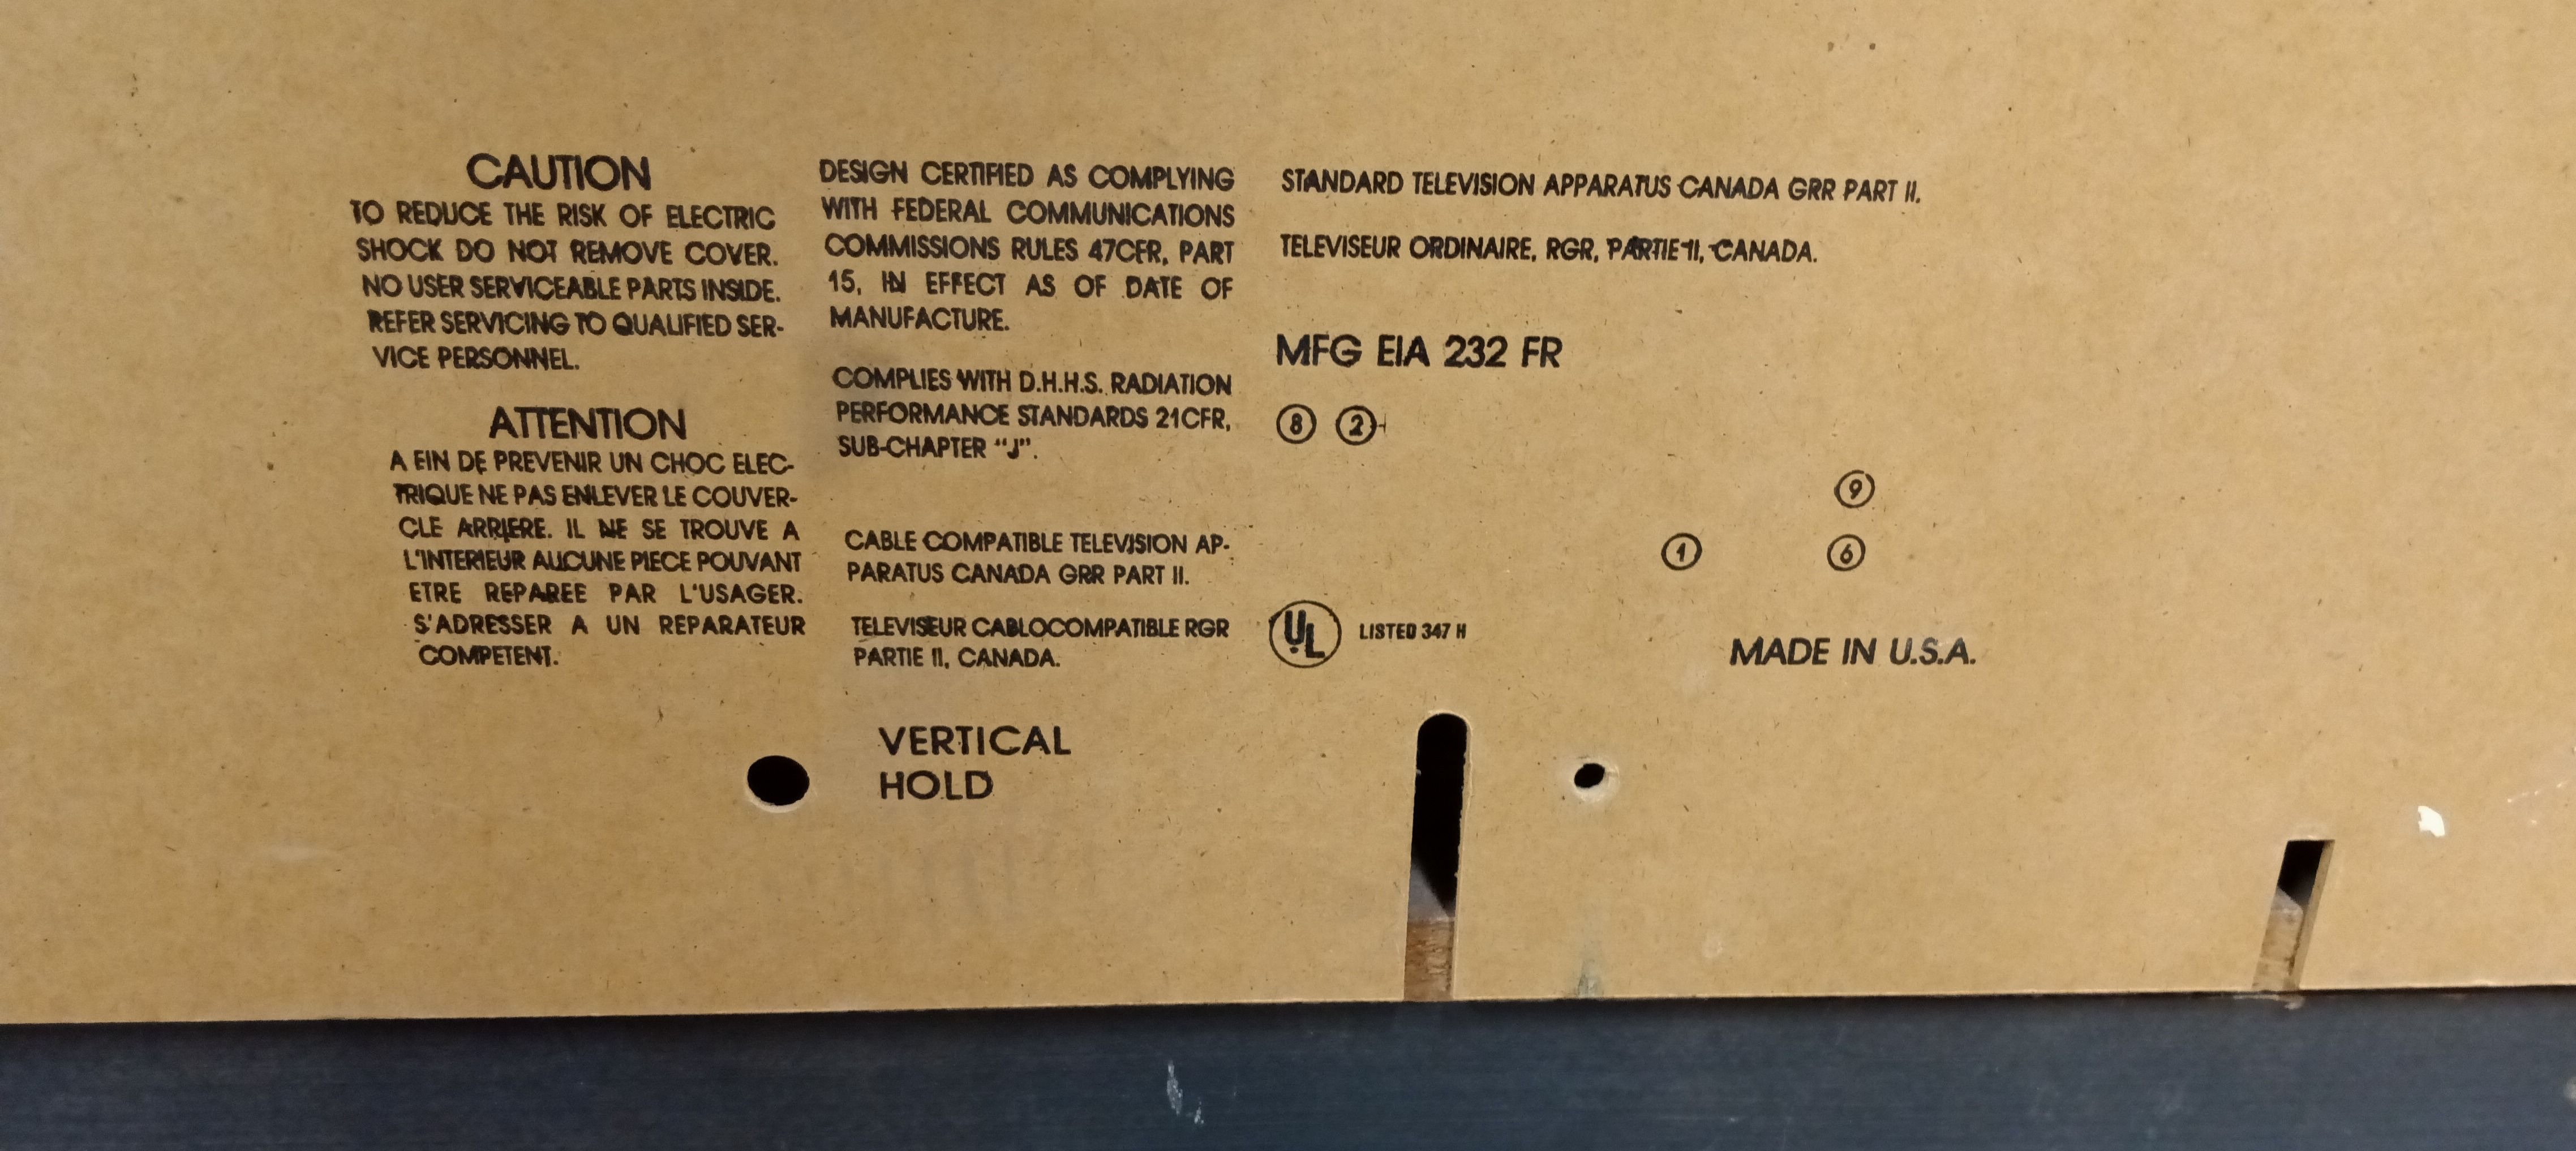 CAUTION
TO REDUCE THE RISK OF ELECTRIC
SHOCK DO NOT REMOVE COVER.
NO USER SERVICEABLE PARTS INSIDE.
REFER SERVICING TO QUALIFIED SER-
VICE PERSONNEL.
ATTENTION
A FIN DE PREVENIR UN CHOC ELEC-
TRIQUE NE PAS ENLEVER LE COUVER-
CLE ARRIERE. IL NE SE TROUVE A
L'INTERIEUR AUCUNE PIECE POUVANT
ETRE REPAREE PAR L'USAGER.
S'ADRESSER A UN REPARATEUR
COMPETENT.
DESIGN CERTIFIED AS COMPLYING
WITH FEDERAL COMMUNICATIONS
COMMISSIONS RULES 47CFR, PART
15, IN EFFECT AS OF DATE OF
MANUFACTURE.
COMPLIES WITH D.H.H.S. RADIATION
PERFORMANCE STANDARDS 21CFR,
SUB-CHAPTER "J".
CABLE COMPATIBLE TELEVISION AP-
PARATUS CANADA GRR PART II.
TELEVISEUR CABLOCOMPATIBLE RGR
PARTIE II, CANADA.
VERTICAL
HOLD
STANDARD TELEVISION APPARATUS CANADA GRR PART II.
TELEVISEUR ORDINAIRE, RGR, PARTIE II, CANADA.
MFG EIA 232 FR
8 2
9
1 6
UL LISTED 347 H
MADE IN U.S.A.